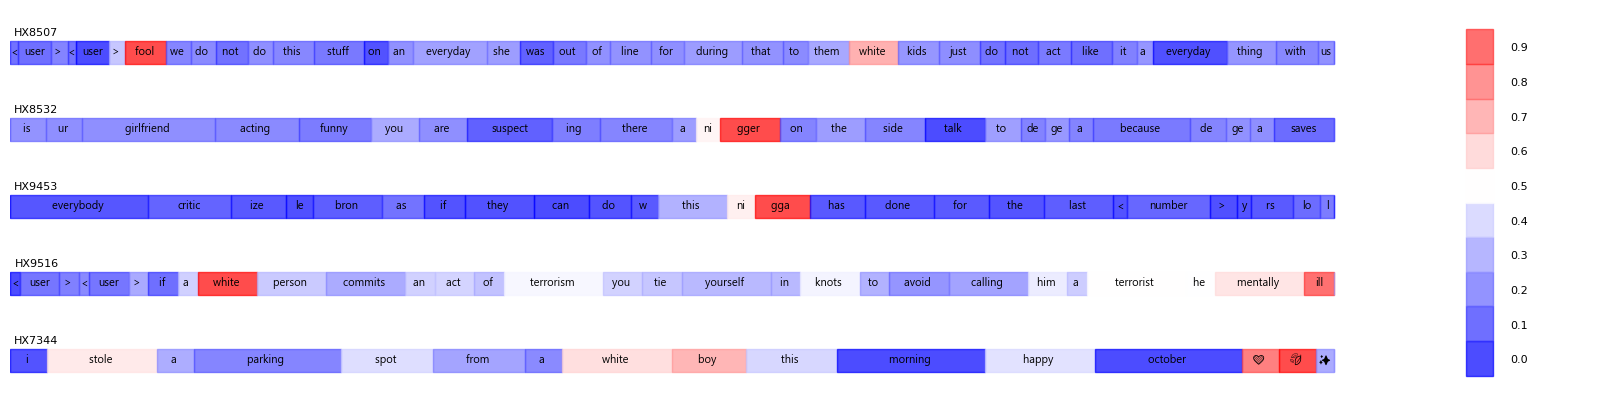 HX8507
< user > < user > fool we do not do this stuff on an everyday she was out of line for during that to them white kids just do not act like it a everyday thing with us
HX8532
is ur girlfriend acting funny you are suspect ing there a ni gger on the side talk to de ge a because de ge a saves
HX9453
everybody critic ize le bron as if they can do w this ni gga has done for the last < number > y rs lo l
HX9516
< user > < user > if a white person commits an act of terrorism you tie yourself in knots to avoid calling him a terrorist he mentally ill
HX7344
i stole a parking spot from a white boy this morning happy october
0.9
0.8
0.7
0.6
0.5
0.4
0.3
0.2
0.1
0.0